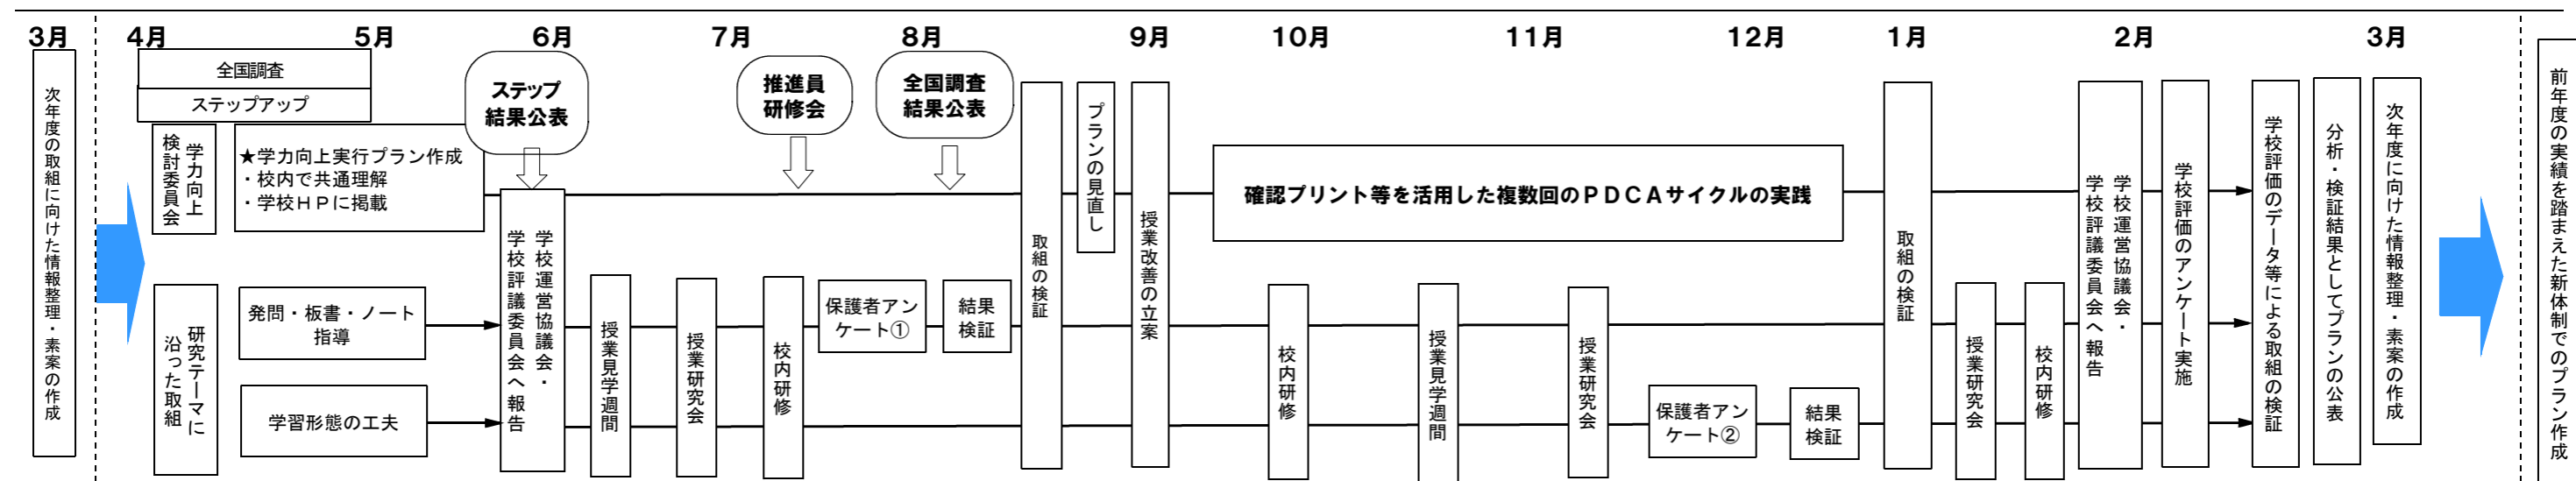 3月
4月
5月
6月
7月
8月
9月
10月
11月
12月
1月
2月
3月
次年度の取組に向けた情報整理・素案の作成
全国調査
ステップアップ
学力向上
検討委員会
★学力向上実行プラン作成
・校内で共通理解
・学校ＨＰに掲載
研究テーマに
沿った取組
発問・板書・ノート
指導
学習形態の工夫
ステップ
結果公表
学校運営協議会・
学校評議委員会へ報告
授業見学週間
授業研究会
推進員
研修会
校内研修
保護者アン
ケート①
全国調査
結果公表
結果
検証
取組の検証
プランの見直し
授業改善の立案
確認プリント等を活用した複数回のＰＤＣＡサイクルの実践
校内研修
授業見学週間
授業研究会
保護者アン
ケート②
結果
検証
取組の検証
授業研究会
校内研修
学校運営協議会・
学校評議委員会へ報告
学校評価のアンケート実施
学校評価のデータ等による取組の検証
分析・検証結果としてプランの公表
次年度に向けた情報整理・素案の作成
前年度の実績を踏まえた新体制でのプラン作成